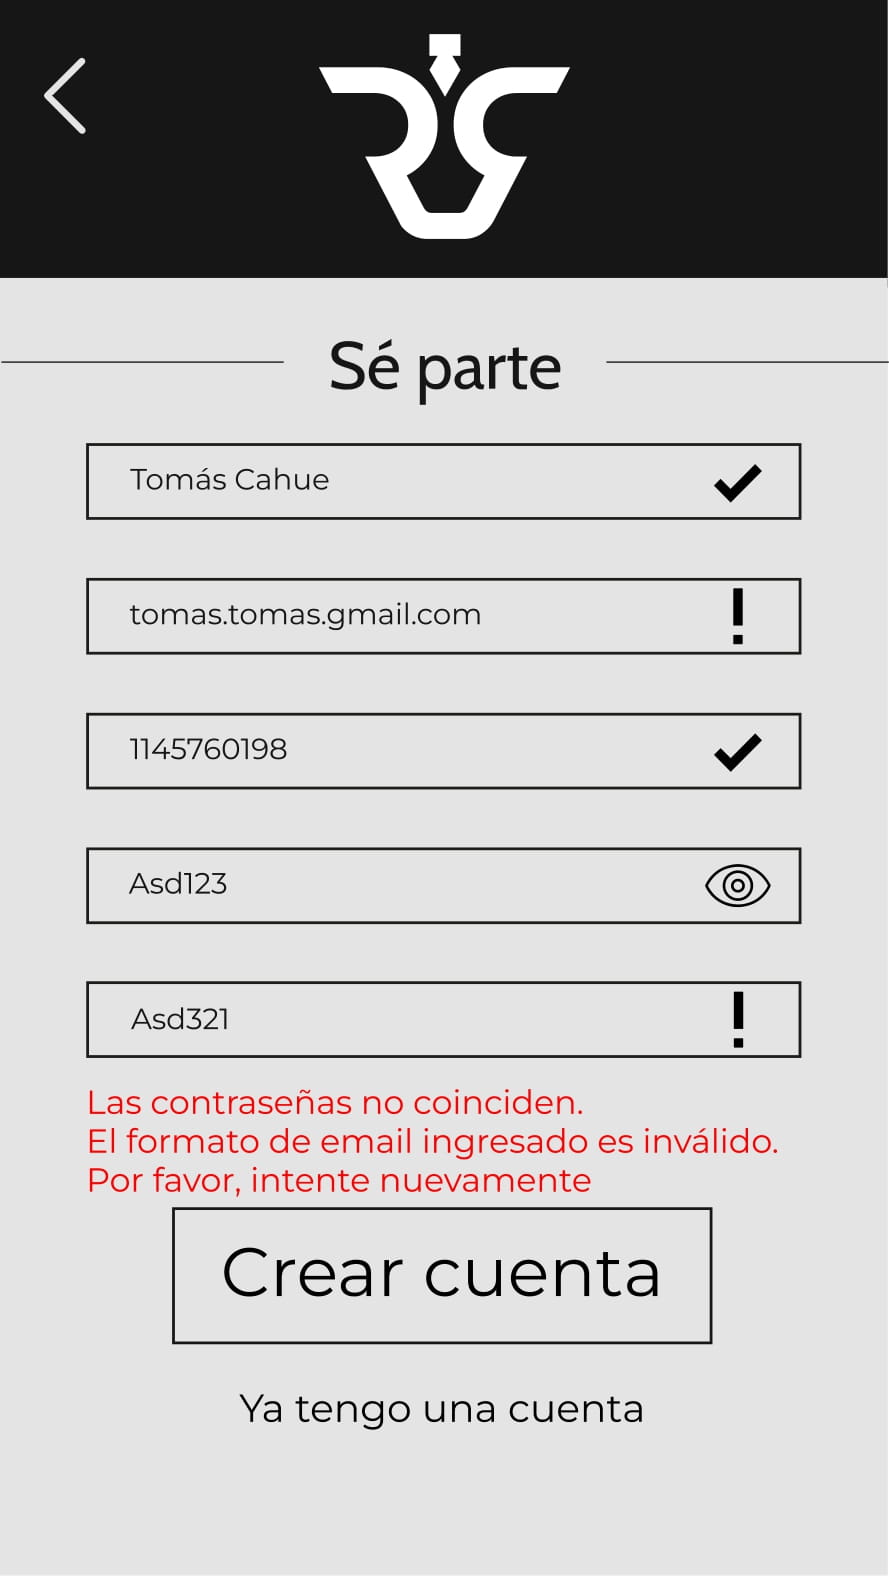 Sé parte
Tomás Cahue
tomas.tomas.gmail.com
1145760198
Asd123
Asd321
Las contraseñas no coinciden.
El formato de email ingresado es inválido.
Por favor, intente nuevamente
Crear cuenta
Ya tengo una cuenta